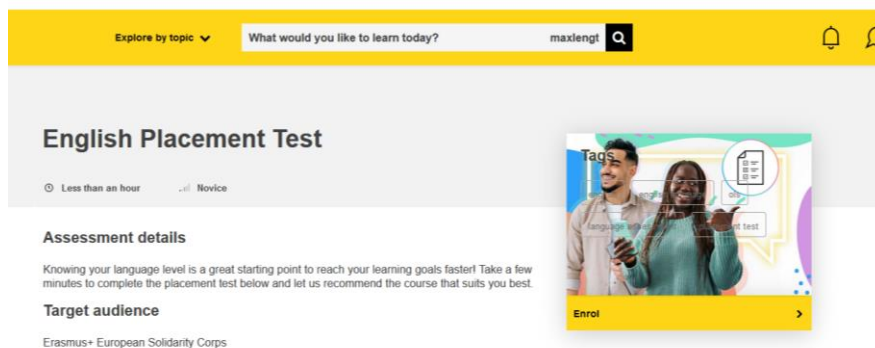 Explore by topic
What would you like to learn today? maxlengt
English Placement Test
Less than an hour Novice
Tags
ols
language test
Assessment details
Knowing your language level is a great starting point to reach your learning goals faster! Take a few
minutes to complete the placement test below and let us recommend the course that suits you best.
Enrol
Target audience
Erasmus+ European Solidarity Corps